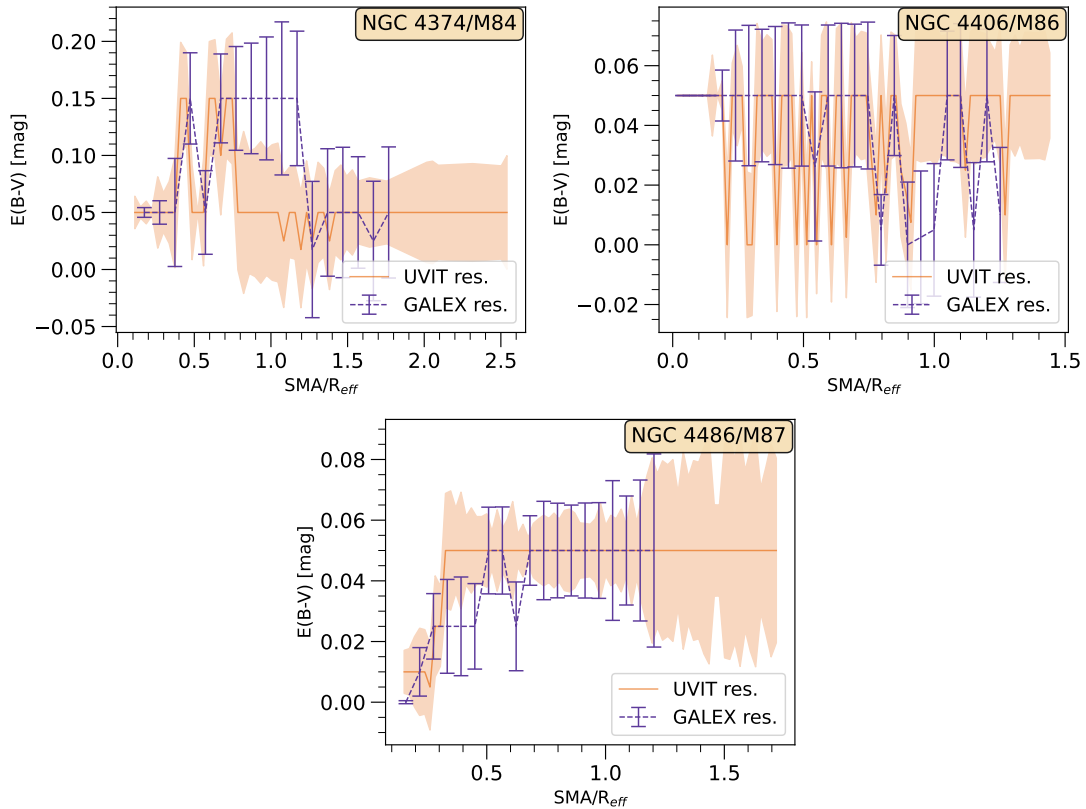 NGC 4374/M84
0.20
0.15
0.10
0.05
0.00
−0.05
E(B-V) [mag]
UVIT res.
GALEX res.
0.0 0.5 1.0 1.5 2.0 2.5
SMA/R_eff
NGC 4406/M86
0.06
0.04
0.02
0.00
−0.02
E(B-V) [mag]
UVIT res.
GALEX res.
0.0 0.5 1.0 1.5
SMA/R_eff
NGC 4486/M87
0.08
0.06
0.04
0.02
0.00
E(B-V) [mag]
UVIT res.
GALEX res.
0.5 1.0 1.5
SMA/R_eff